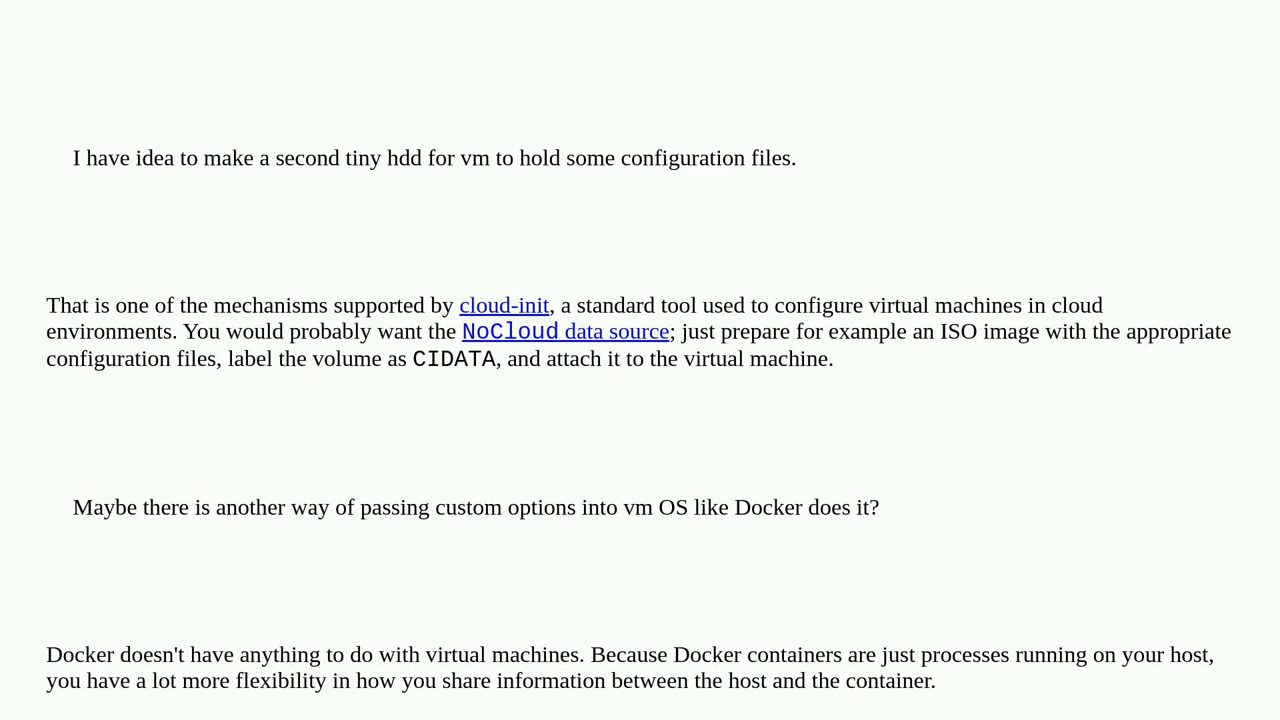 I have idea to make a second tiny hdd for vm to hold some configuration files.
That is one of the mechanisms supported by cloud-init, a standard tool used to configure virtual machines in cloud
environments. You would probably want the NoCloud data source; just prepare for example an ISO image with the appropriate
configuration files, label the volume as CIDATA, and attach it to the virtual machine.
Maybe there is another way of passing custom options into vm OS like Docker does it?
Docker doesn't have anything to do with virtual machines. Because Docker containers are just processes running on your host,
you have a lot more flexibility in how you share information between the host and the container.